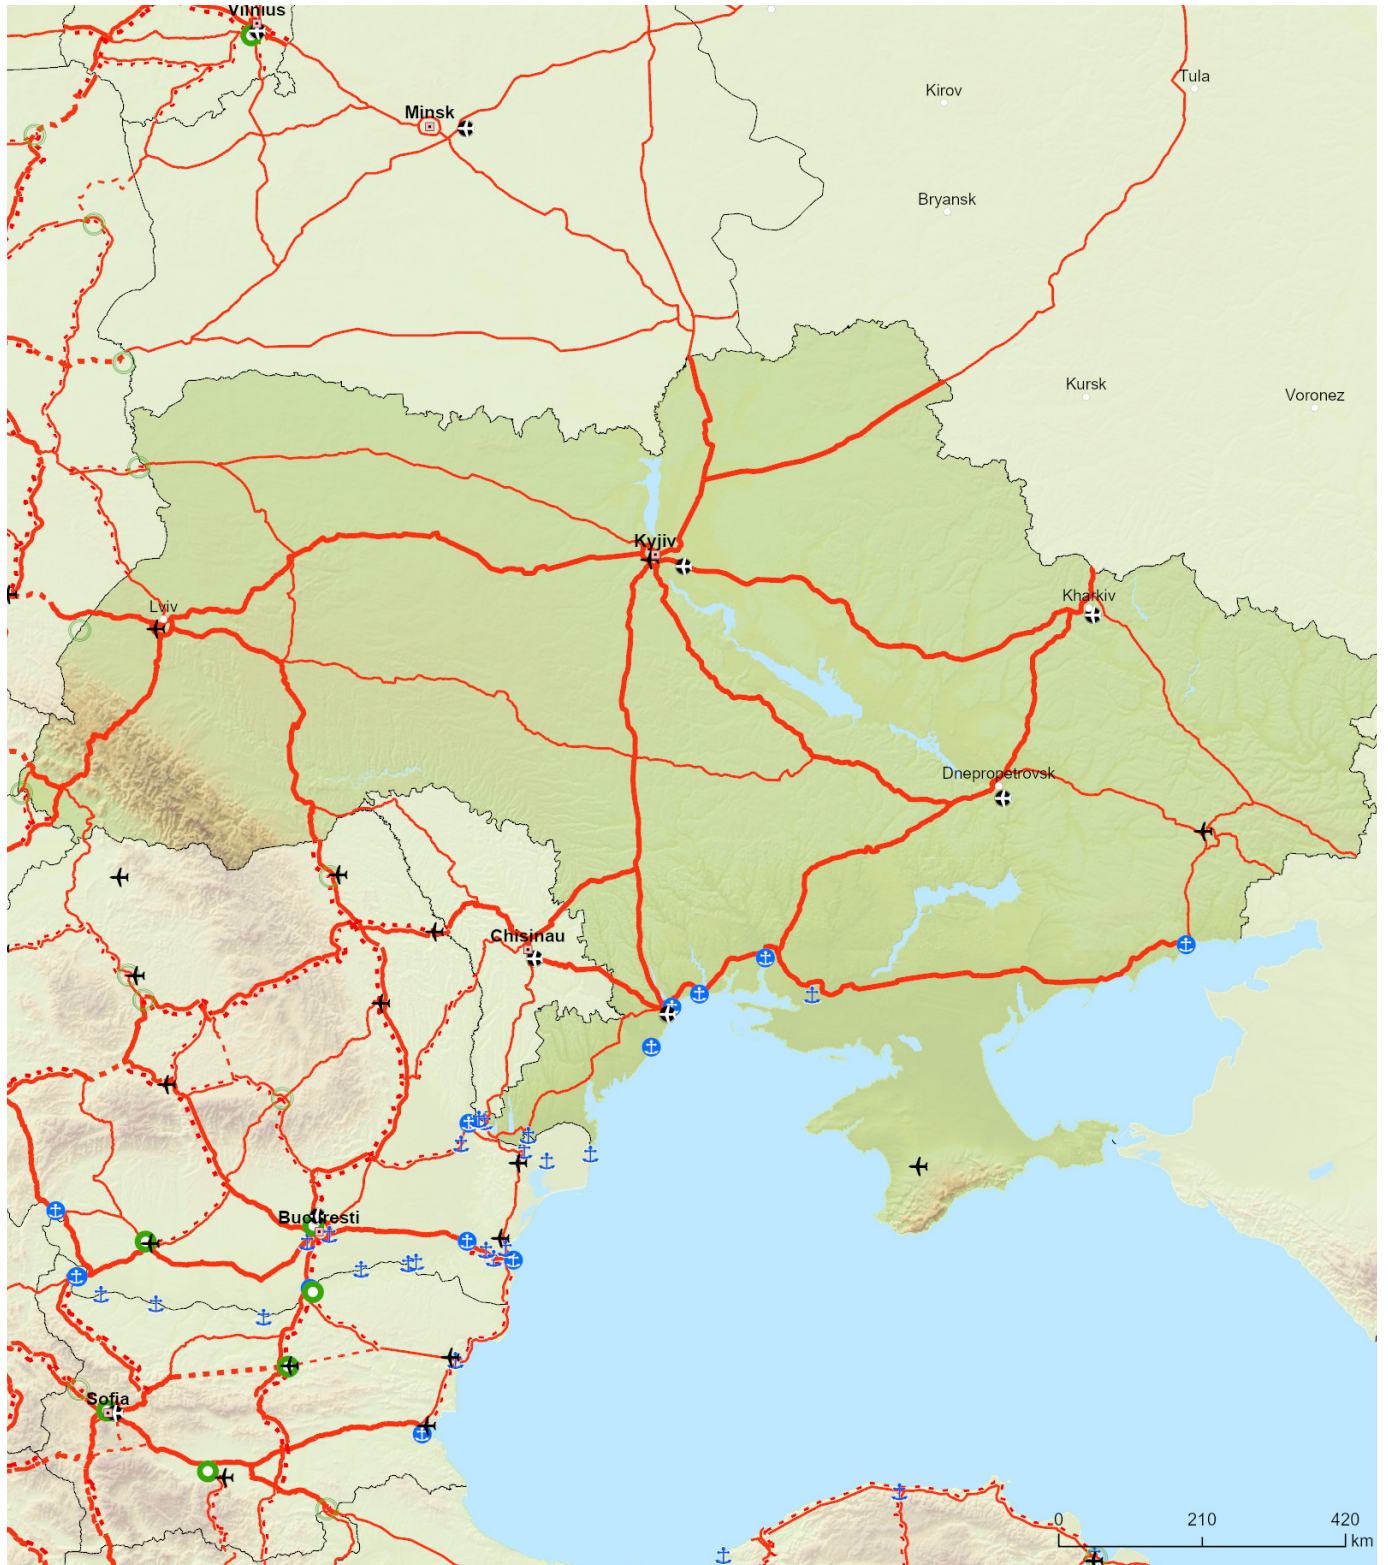 Vilnius
Tula
Kirov
Minsk
Bryansk
Kursk
Voronez
Kyjiv
Kharkiv
Lviv
Dnepropetrovsk
Chisinau
Bucuresti
Sofia
0 210 420
km